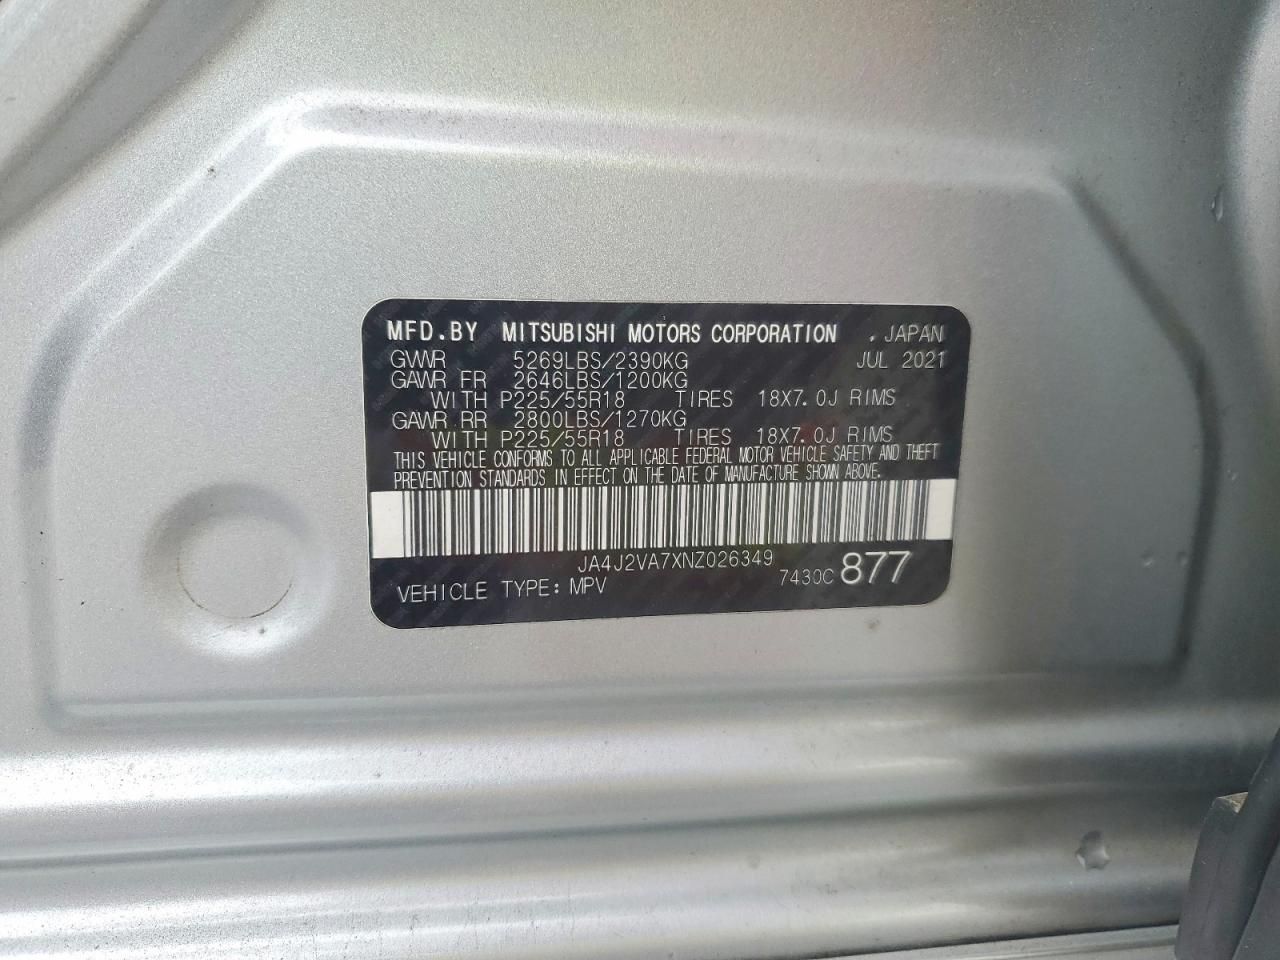 MFD.BY MITSUBISHI MOTORS CORPORATION . JAPAN
GVWR 5269LBS/2390KG JUL 2021
GAWR FR 2646LBS/1200KG
WITH P225/55R18 TIRES 18X7.0J RIMS
GAWR RR 2800LBS/1270KG
WITH P225/55R18 TIRES 18X7.0J RIMS
THIS VEHICLE CONFORMS TO ALL APPLICABLE FEDERAL MOTOR VEHICLE SAFETY AND THEFT
PREVENTION STANDARDS IN EFFECT ON THE DATE OF MANUFACTURE SHOWN ABOVE.
JA4J2VA7XNZ026349
VEHICLE TYPE: MPV 7430C 877